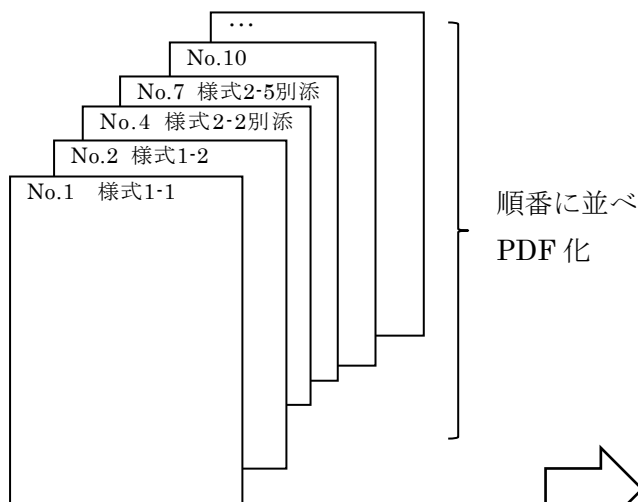 …
No.10
No.7 様式2-5別添
No.4 様式2-2別添
No.2 様式1-2
No.1 様式1-1
順番に並べ
PDF 化